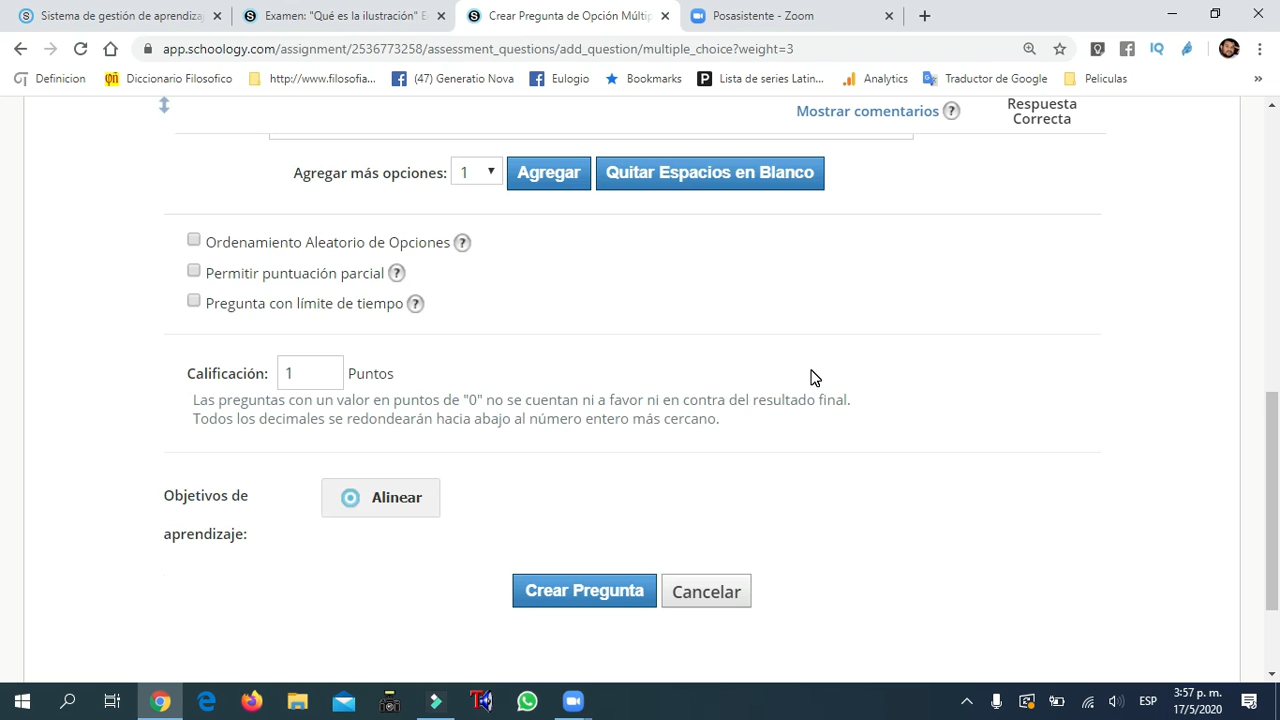 Sistema de gestión de aprendiza
Examen: "Qué es la ilustración" E
Crear Pregunta de Opción Múltip
Posasistente - Zoom
app.schoology.com/assignment/2536773258/assessment_questions/add_question/multiple_choice?weight=3
Definicion
Diccionario Filosofico
http://www.filosofia...
(47) Generatio Nova
Eulogio
Bookmarks
Lista de series Latin...
Analytics
Traductor de Google
Películas
Mostrar comentarios ?
Respuesta
Correcta
Agregar más opciones: 1 Agregar Quitar Espacios en Blanco
Ordenamiento Aleatorio de Opciones ?
Permitir puntuación parcial ?
Pregunta con límite de tiempo ?
Calificación: 1 Puntos
Las preguntas con un valor en puntos de "0" no se cuentan ni a favor ni en contra del resultado final.
Todos los decimales se redondearán hacia abajo al número entero más cercano.
Objetivos de
aprendizaje:
Alinear
Crear Pregunta Cancelar
ESP
3:57 p. m.
17/5/2020